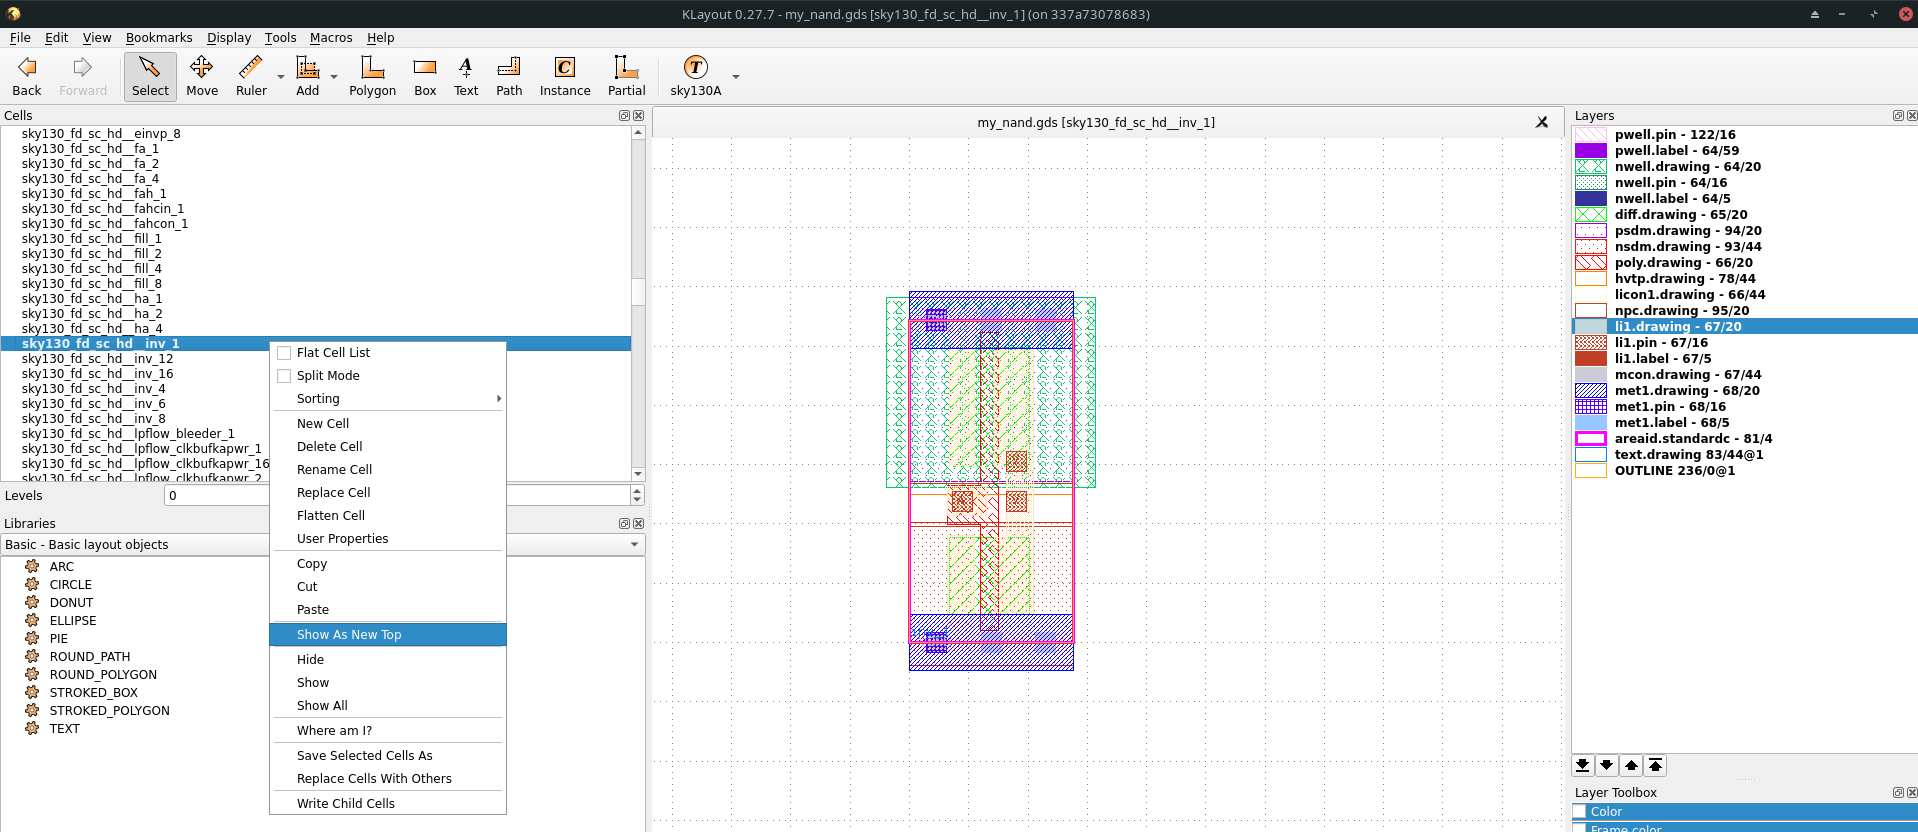 KLayout 0.27.7 - my_nand.gds [sky130_fd_sc_hd__inv_1] (on 337a73078683)
File Edit View Bookmarks Display Tools Macros Help
Back Forward Select Move Ruler Add Polygon Box Text Path Instance Partial sky130A
Cells
sky130_fd_sc_hd__einvp_8
sky130_fd_sc_hd__fa_1
sky130_fd_sc_hd__fa_2
sky130_fd_sc_hd__fa_4
sky130_fd_sc_hd__fah_1
sky130_fd_sc_hd__fahcin_1
sky130_fd_sc_hd__fahcon_1
sky130_fd_sc_hd__fill_1
sky130_fd_sc_hd__fill_2
sky130_fd_sc_hd__fill_4
sky130_fd_sc_hd__fill_8
sky130_fd_sc_hd__ha_1
sky130_fd_sc_hd__ha_2
sky130_fd_sc_hd__ha_4
sky130_fd_sc_hd__inv_1
sky130_fd_sc_hd__inv_12
sky130_fd_sc_hd__inv_16
sky130_fd_sc_hd__inv_4
sky130_fd_sc_hd__inv_6
sky130_fd_sc_hd__inv_8
sky130_fd_sc_hd__lpflow_bleeder_1
sky130_fd_sc_hd__lpflow_clkbufkapwr_1
sky130_fd_sc_hd__lpflow_clkbufkapwr_16
sky130_fd_sc_hd__lpflow_clkbufkapwr_2
Levels 0
Libraries
Basic - Basic layout objects
ARC
CIRCLE
DONUT
ELLIPSE
PIE
ROUND_PATH
ROUND_POLYGON
STROKED_BOX
STROKED_POLYGON
TEXT
Flat Cell List
Split Mode
Sorting
New Cell
Delete Cell
Rename Cell
Replace Cell
Flatten Cell
User Properties
Copy
Cut
Paste
Show As New Top
Hide
Show
Show All
Where am I?
Save Selected Cells As
Replace Cells With Others
Write Child Cells
my_nand.gds [sky130_fd_sc_hd__inv_1]
Layers
pwell.pin - 122/16
pwell.label - 64/59
nwell.drawing - 64/20
nwell.pin - 64/16
nwell.label - 64/5
diff.drawing - 65/20
psdm.drawing - 94/20
nsdm.drawing - 93/44
poly.drawing - 66/20
hvtp.drawing - 78/44
licon1.drawing - 66/44
npc.drawing - 95/20
li1.drawing - 67/20
li1.pin - 67/16
li1.label - 67/5
mcon.drawing - 67/44
met1.drawing - 68/20
met1.pin - 68/16
met1.label - 68/5
areaid.standardc - 81/4
text.drawing 83/44@1
OUTLINE 236/0@1
Layer Toolbox
Color
Frame color